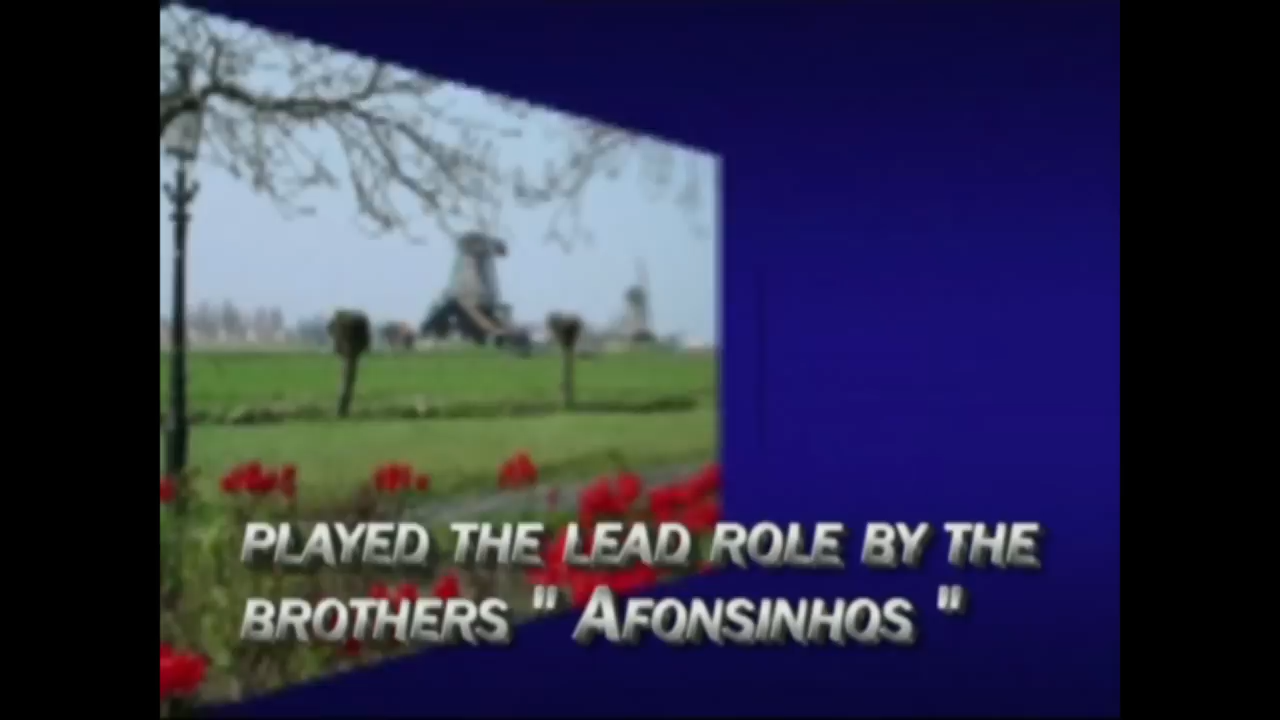 PLAYED THE LEAD ROLE BY THE
BROTHERS " AFONSINHOS "